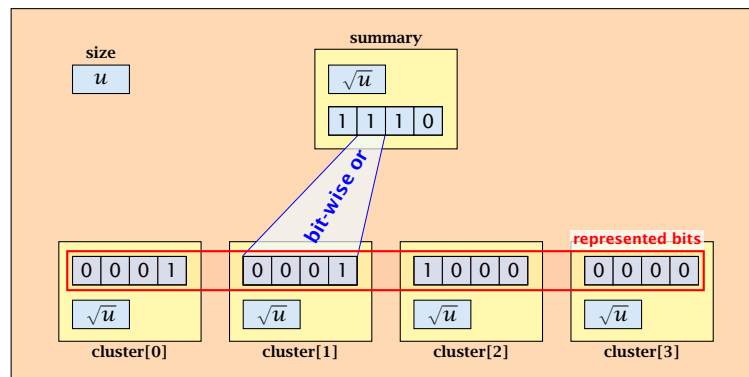 size
u
summary
√u
1 1 1 0
bit-wise or
represented bits
0 0 0 1
0 0 0 1
1 0 0 0
0 0 0 0
√u
√u
√u
√u
cluster[0]
cluster[1]
cluster[2]
cluster[3]